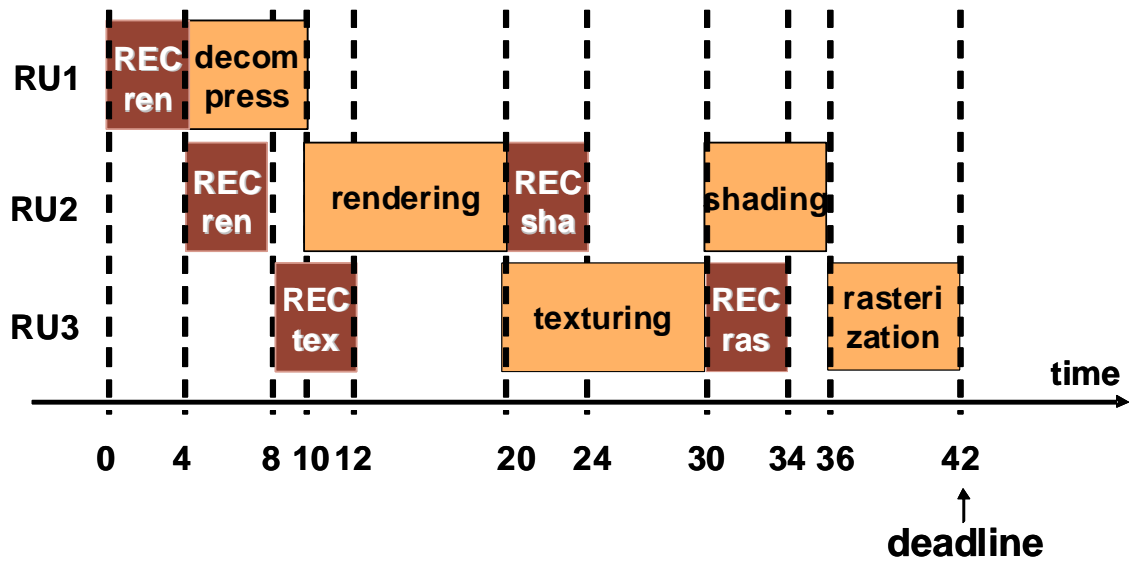 RU1
REC
ren
decom
press
RU2
REC
ren
rendering
REC
sha
shading
RU3
REC
tex
texturing
REC
ras
rasteri
zation
time
0 4 8 10 12 20 24 30 34 36 42
deadline